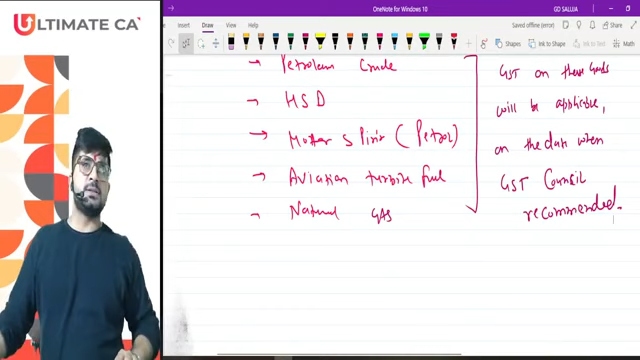 ULTIMATE CA
OneNote for Windows 10
GD SALUJA
Insert
Draw
View
Help
Saved offline (error)
Shapes
Ink to Shape
Ink to Text
Math
→ Petroleum Crude
→ HSD
→ Motter Spirit (Petrol)
→ Aviation turbine fuel
→ Natural GAS
GST on these Goods
will be applicable,
on the date when
GST Council
recommended.